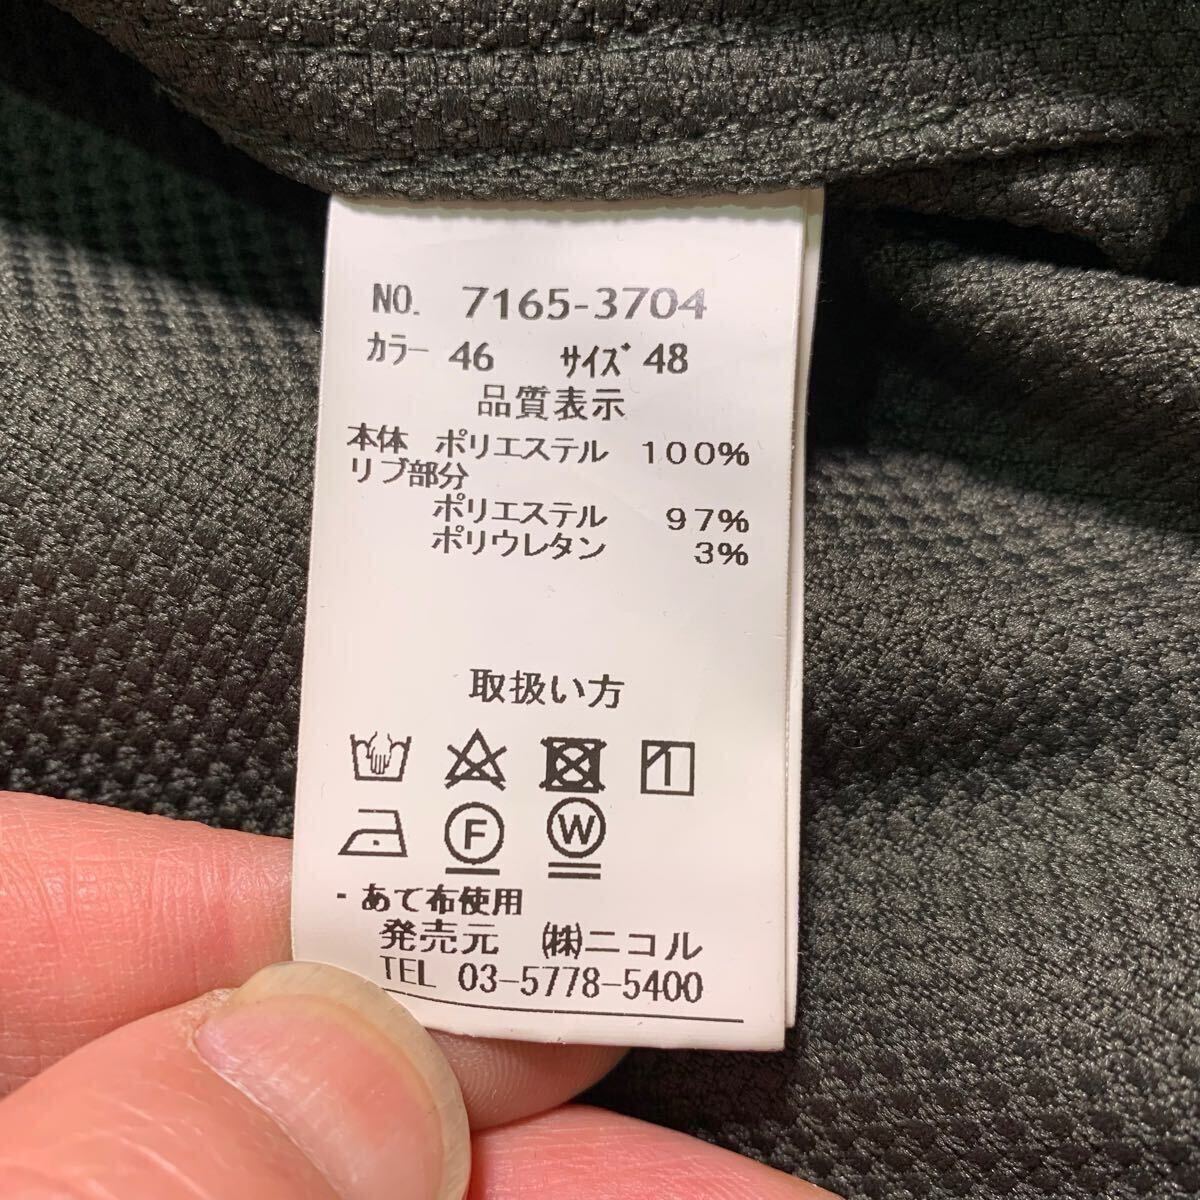 NO. 7165-3704
カラー 46 サイズ 48
品質表示
本体 ポリエステル 100%
リブ部分
ポリエステル 97%
ポリウレタン 3%
取扱い方
F W
・あて布使用
発売元 ㈱ニコル
TEL 03-5778-5400